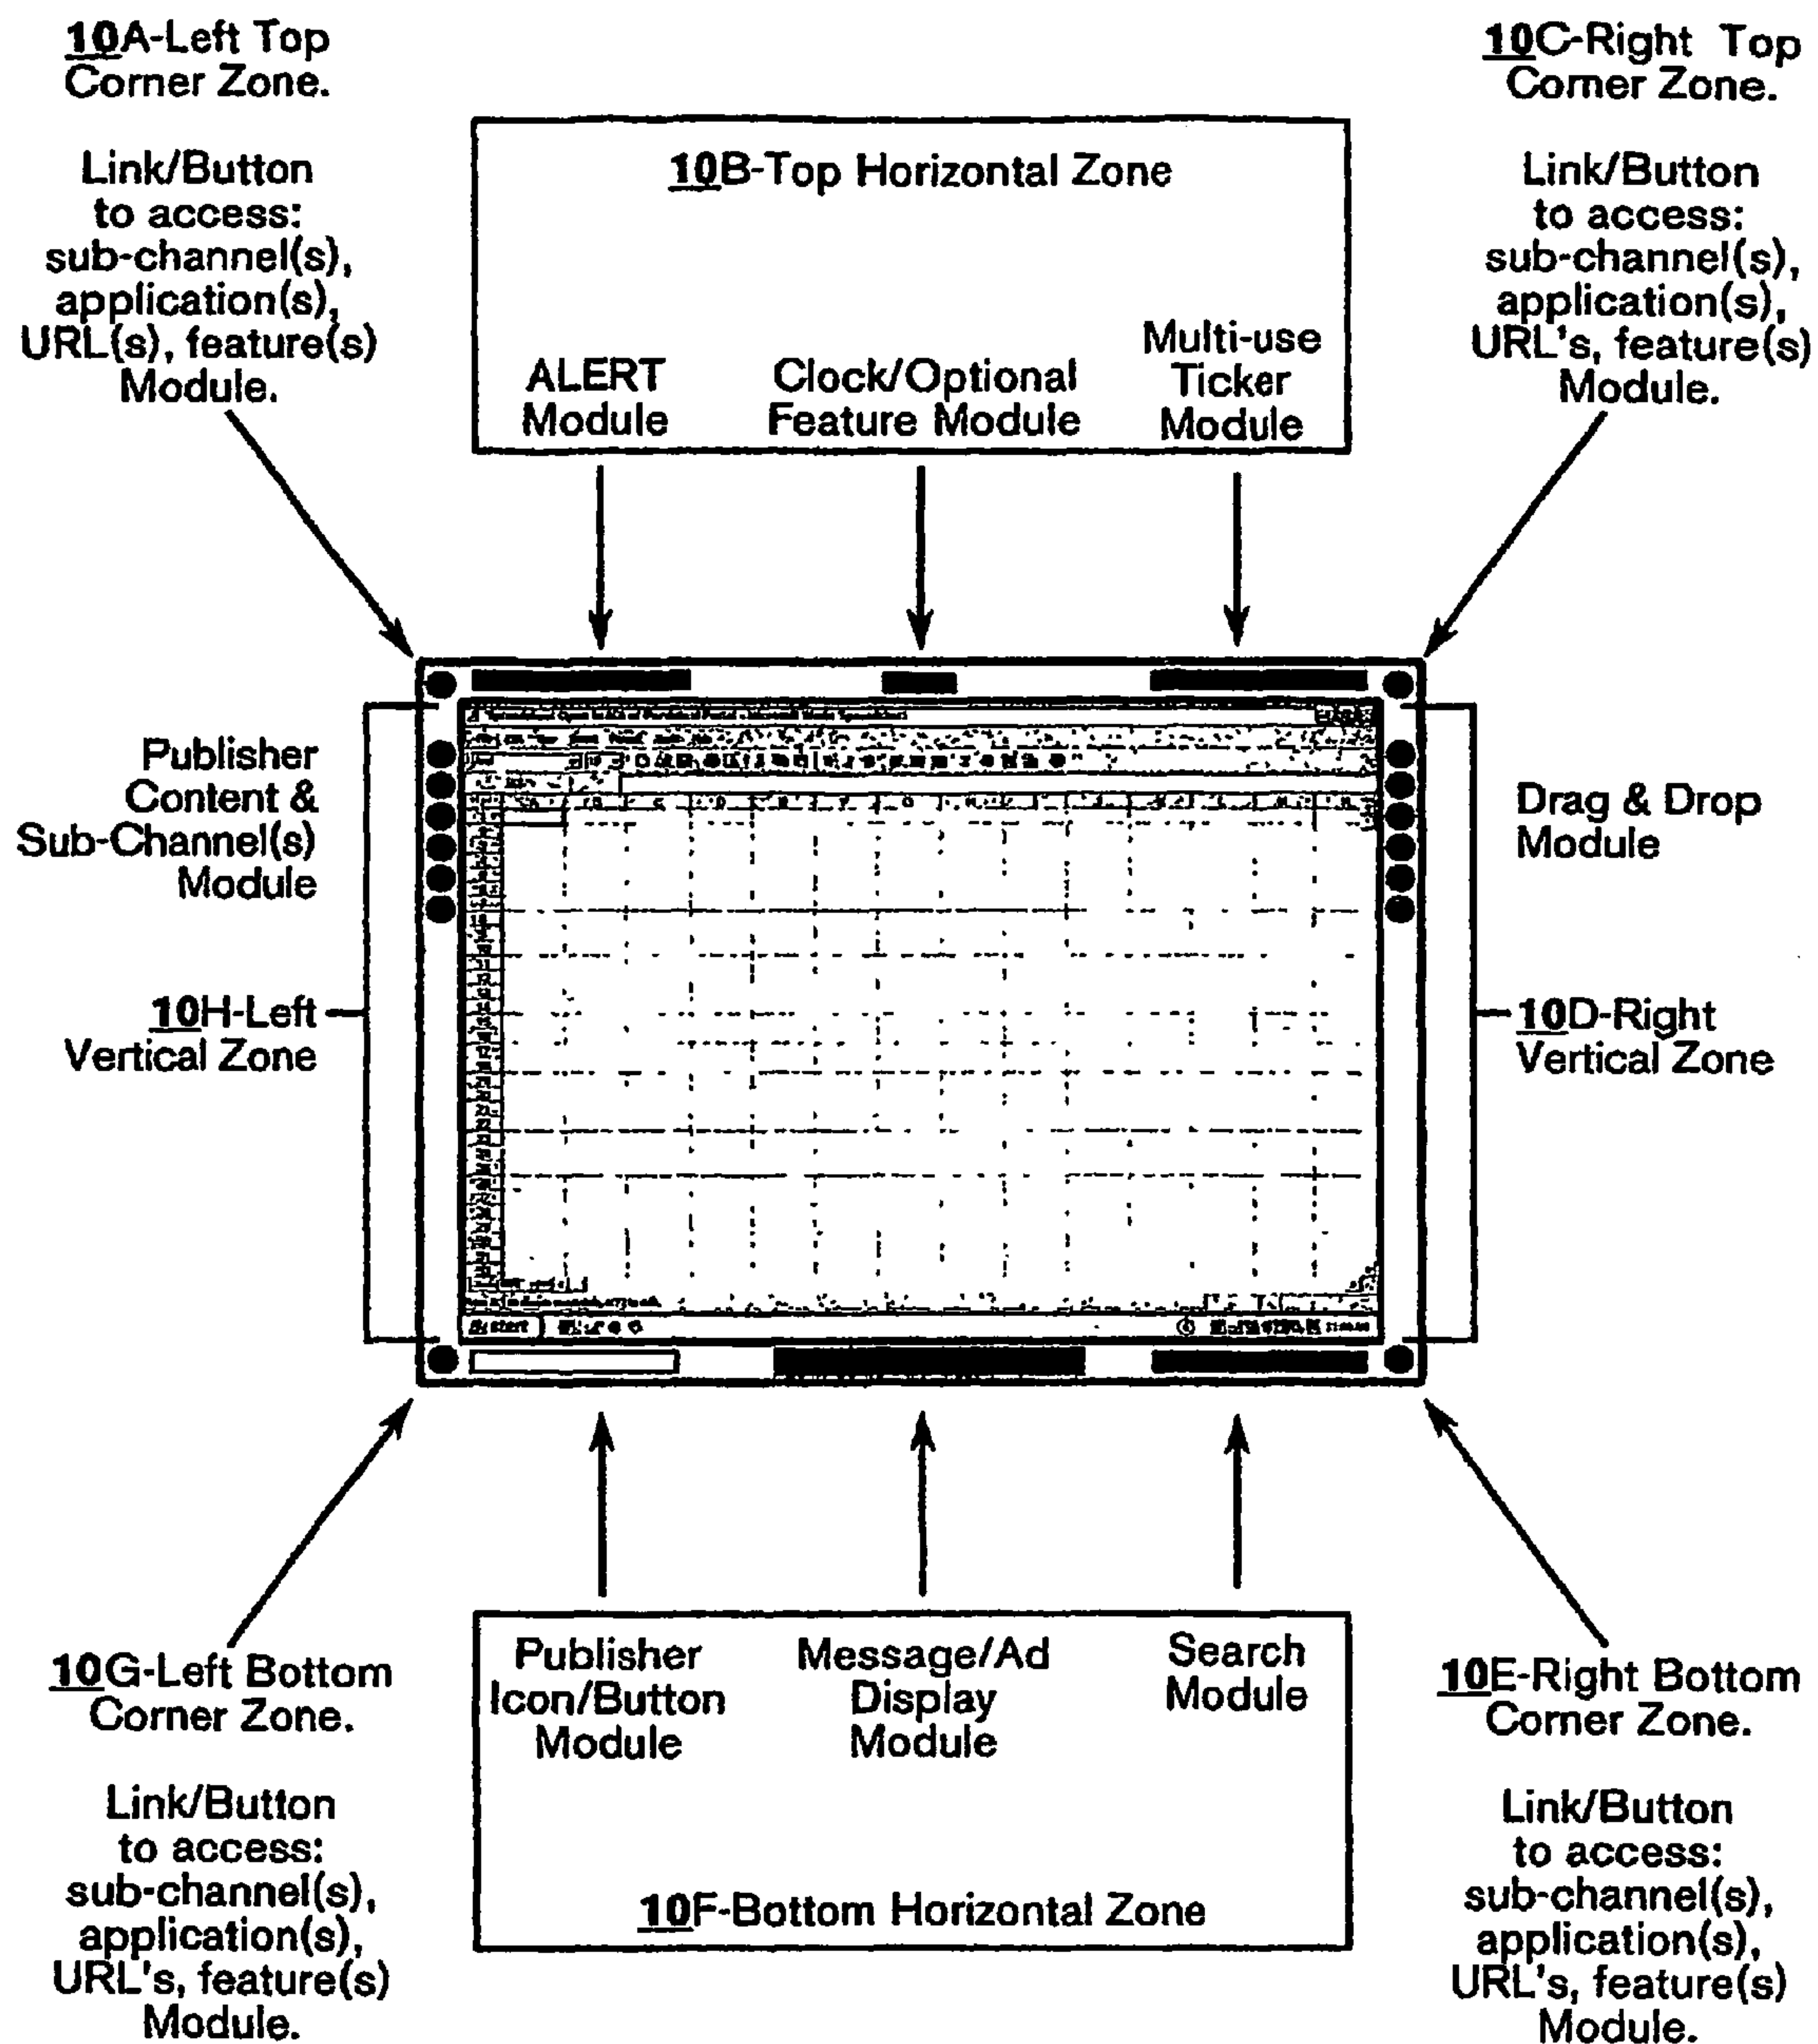 10A-Left Top
Corner Zone.
Link/Button
to access:
sub-channel(s),
application(s),
URL(s), feature(s)
Module.
10B-Top Horizontal Zone
ALERT
Module
Clock/Optional
Feature Module
Multi-use
Ticker
Module
10C-Right Top
Corner Zone.
Link/Button
to access:
sub-channel(s),
application(s),
URL's, feature(s)
Module.
Publisher
Content &
Sub-Channel(s)
Module
10H-Left
Vertical Zone
start
Drag & Drop
Module
10D-Right
Vertical Zone
10G-Left Bottom
Corner Zone.
Link/Button
to access:
sub-channel(s),
application(s),
URL's, feature(s)
Module.
Publisher
Icon/Button
Module
Message/Ad
Display
Module
Search
Module
10F-Bottom Horizontal Zone
10E-Right Bottom
Corner Zone.
Link/Button
to access:
sub-channel(s),
application(s),
URL's, feature(s)
Module.